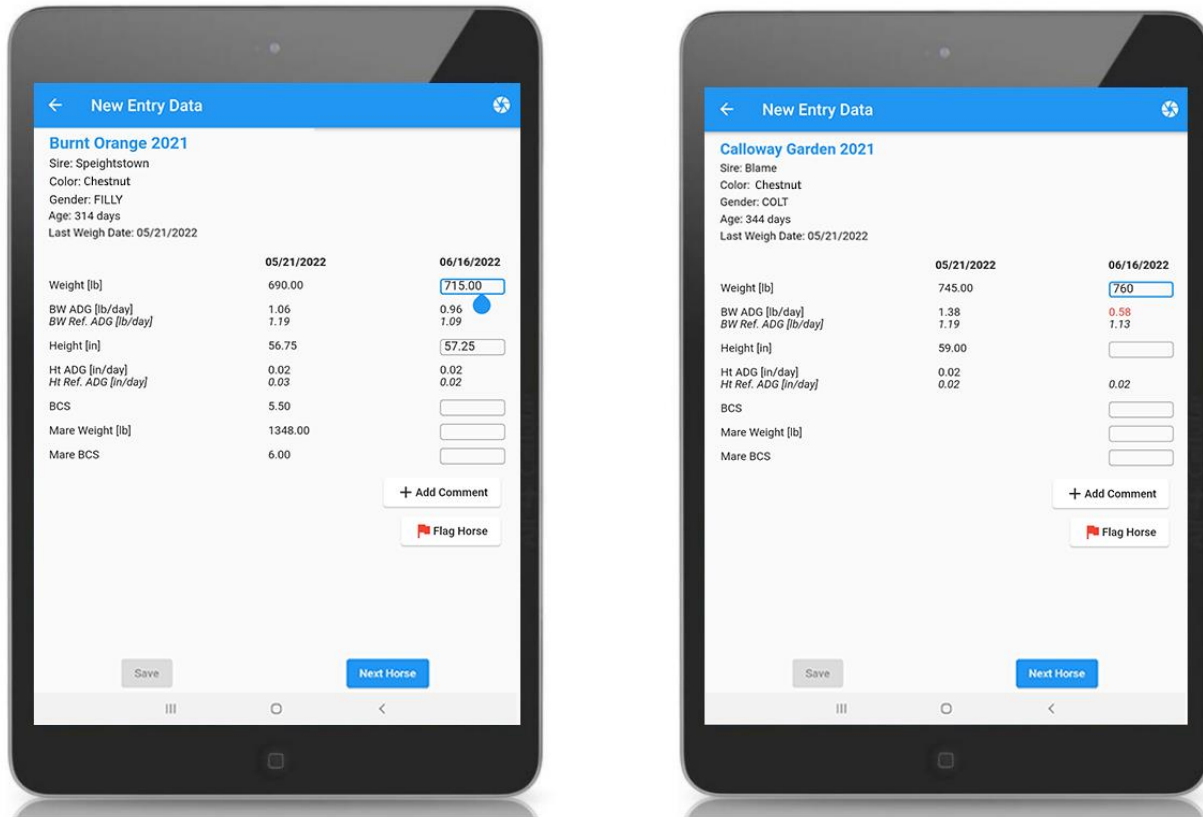 New Entry Data
Burnt Orange 2021
Sire: Speightstown
Color: Chestnut
Gender: FILLY
Age: 314 days
Last Weigh Date: 05/21/2022
05/21/2022 06/16/2022
Weight [lb] 690.00 715.00
BW ADG [lb/day] 1.06 0.96
BW Ref. ADG [lb/day] 1.19 1.09
Height [in] 56.75 57.25
Ht ADG [in/day] 0.02 0.02
Ht Ref. ADG [in/day] 0.03 0.02
BCS 5.50
Mare Weight [lb] 1348.00
Mare BCS 6.00
+ Add Comment
Flag Horse
Save Next Horse
New Entry Data
Calloway Garden 2021
Sire: Blame
Color: Chestnut
Gender: COLT
Age: 344 days
Last Weigh Date: 05/21/2022
05/21/2022 06/16/2022
Weight [lb] 745.00 760
BW ADG [lb/day] 1.38 0.58
BW Ref. ADG [lb/day] 1.19 1.13
Height [in] 59.00
Ht ADG [in/day] 0.02
Ht Ref. ADG [in/day] 0.02 0.02
BCS
Mare Weight [lb]
Mare BCS
+ Add Comment
Flag Horse
Save Next Horse